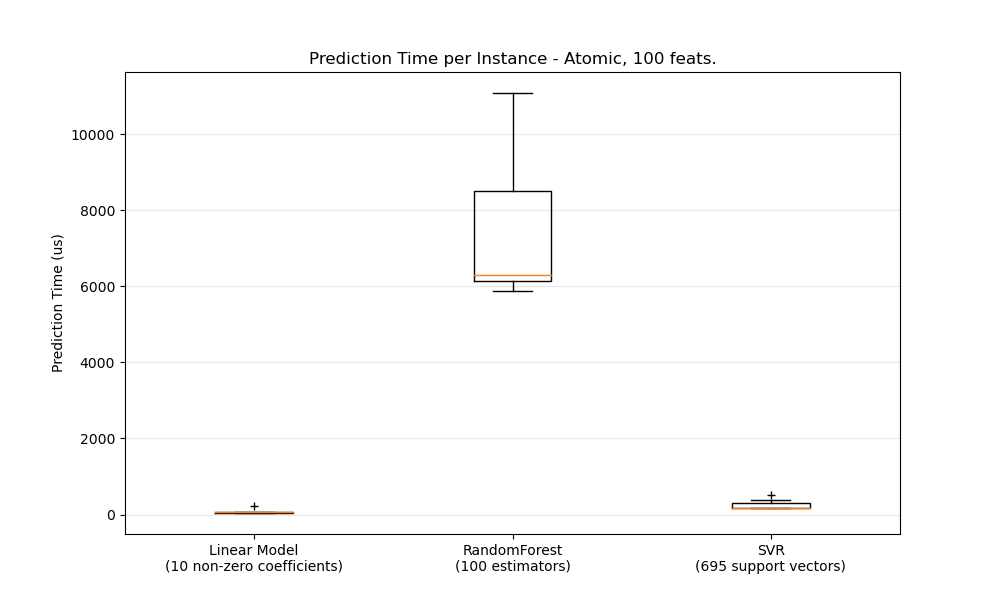 Prediction Time per Instance - Atomic, 100 feats.
Prediction Time (us)
10000
8000
6000
4000
2000
0
Linear Model
(10 non-zero coefficients)
RandomForest
(100 estimators)
SVR
(695 support vectors)